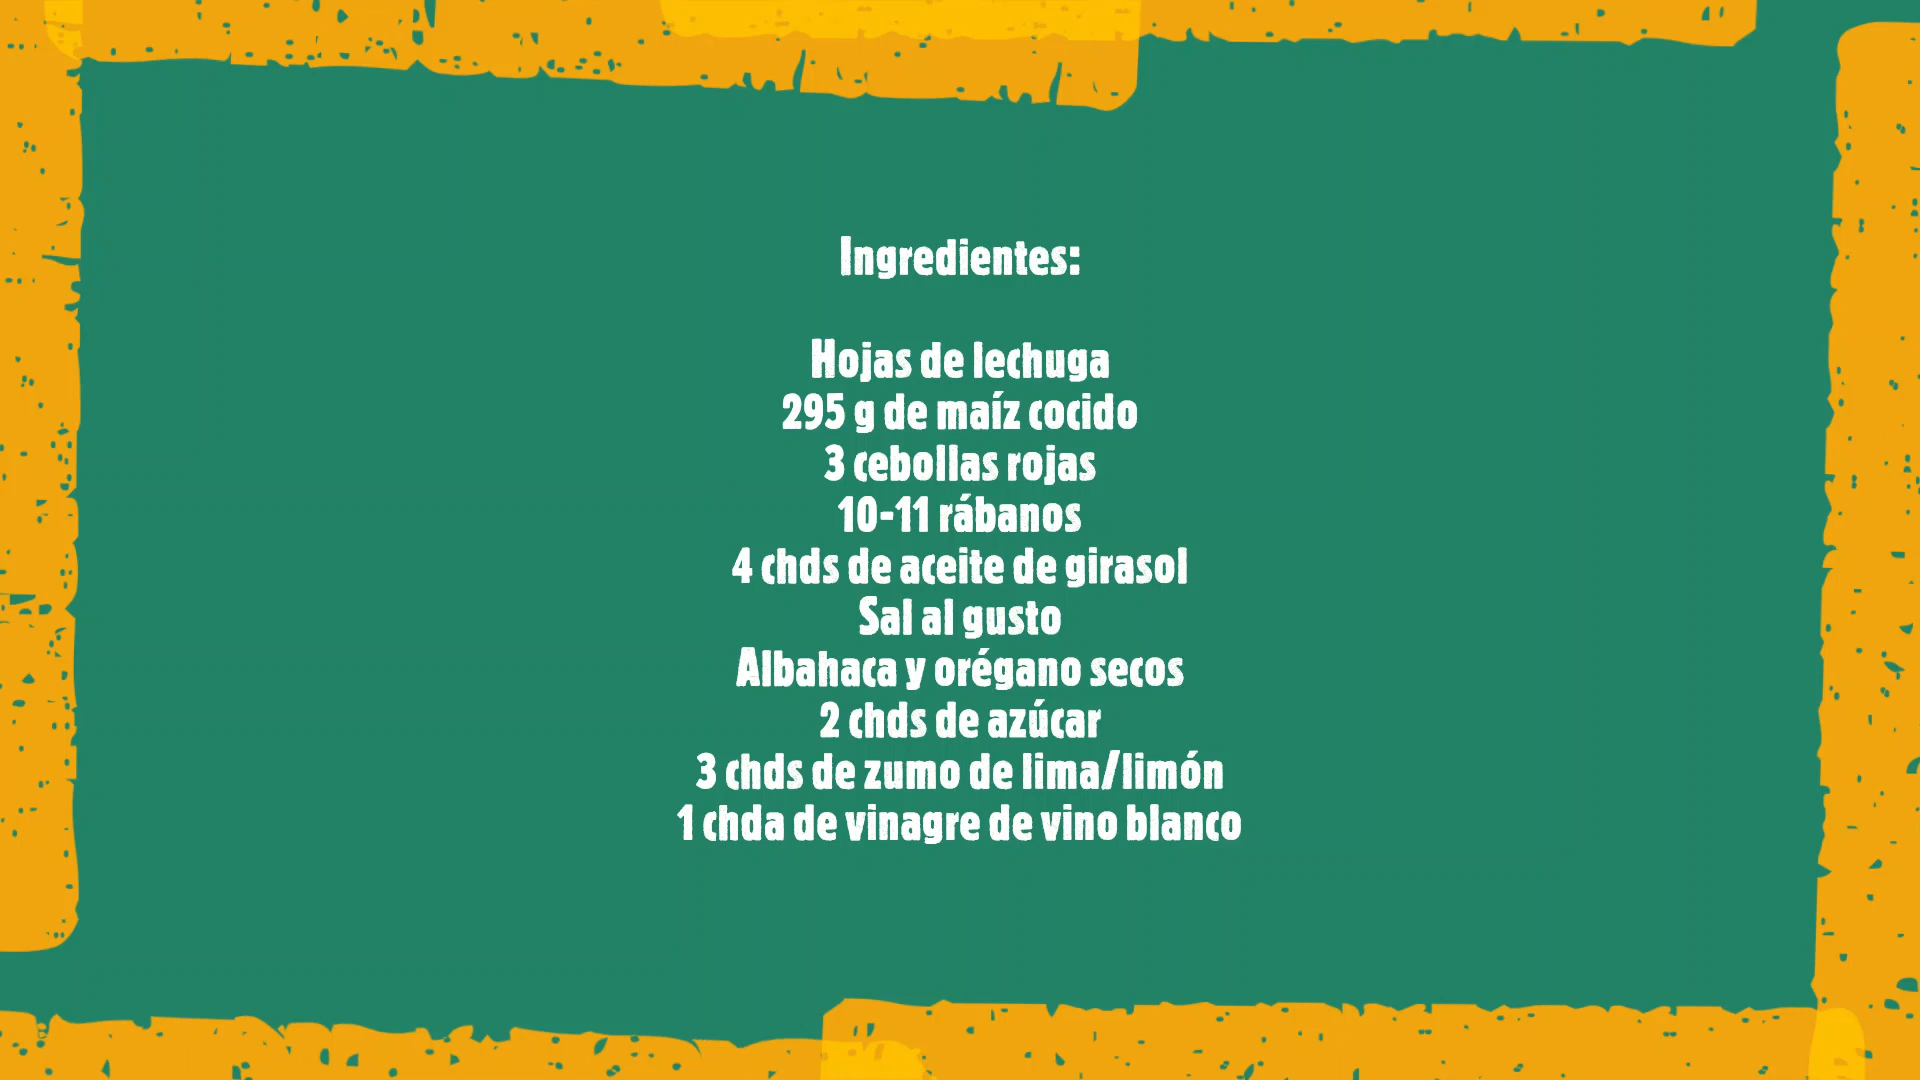 Ingredientes:
Hojas de lechuga
295 g de maíz cocido
3 cebollas rojas
10-11 rábanos
4 chds de aceite de girasol
Sal al gusto
Albahaca y orégano secos
2 chds de azúcar
3 chds de zumo de lima/limón
1 chda de vinagre de vino blanco